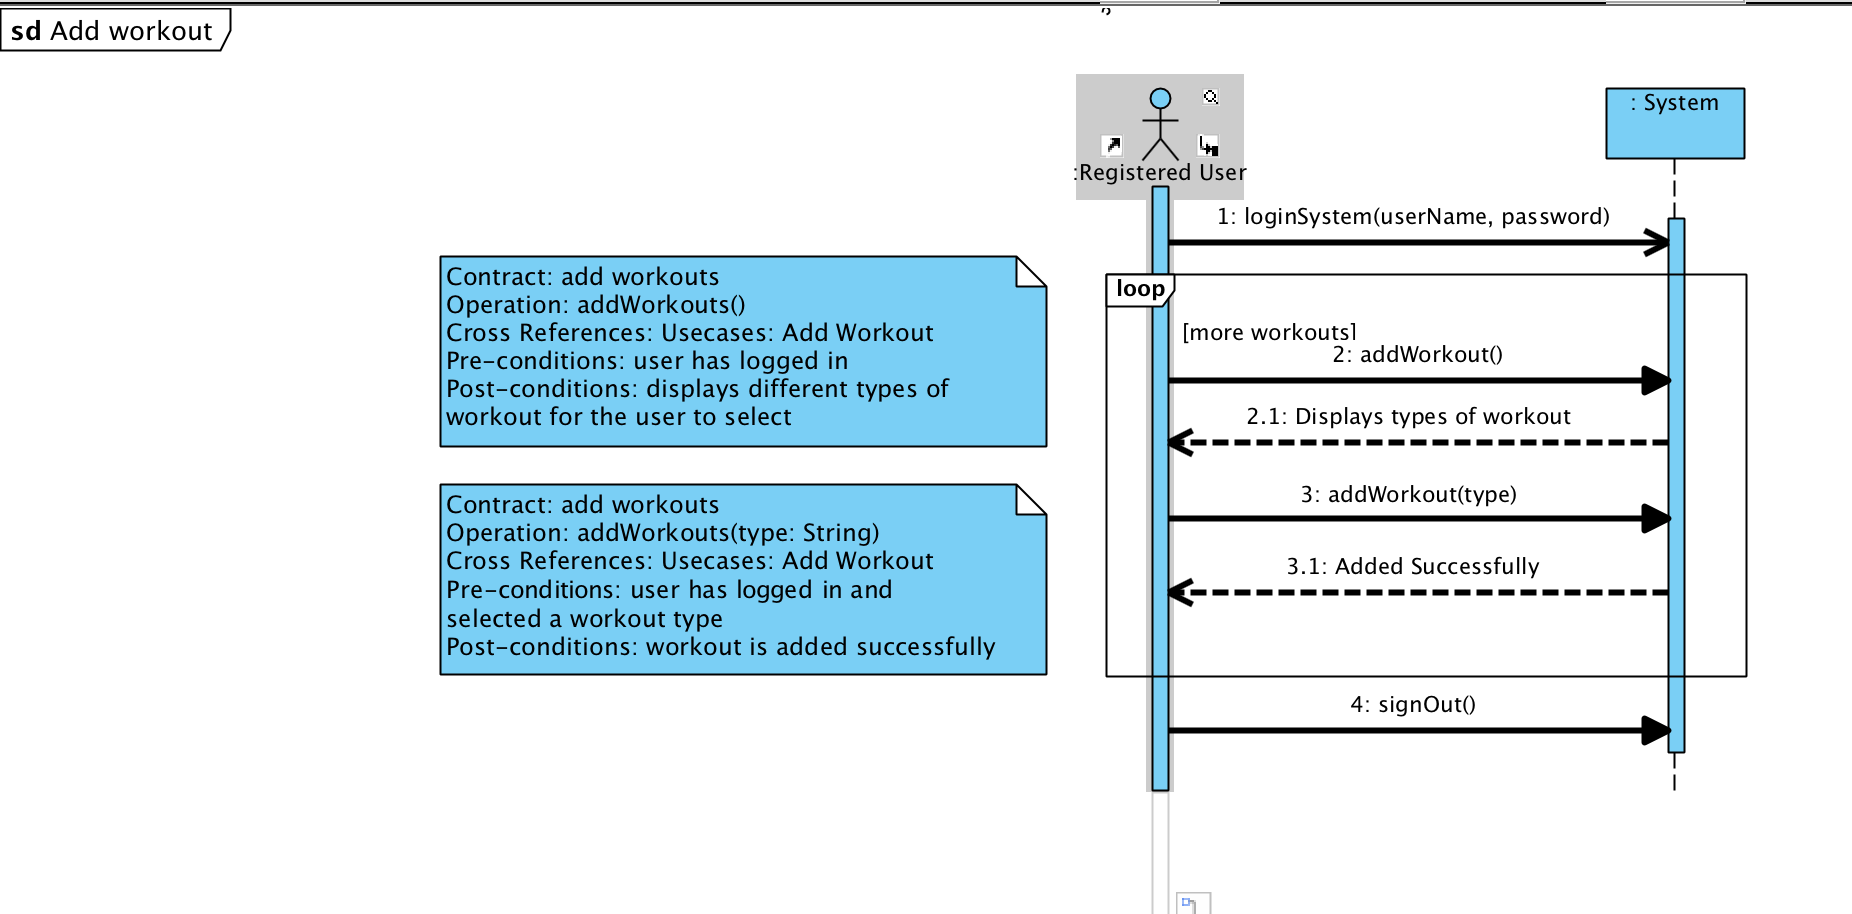 sd Add workout
: System
:Registered User
1: loginSystem(userName, password)
Contract: add workouts
Operation: addWorkouts()
Cross References: Usecases: Add Workout
Pre-conditions: user has logged in
Post-conditions: displays different types of
workout for the user to select
loop
[more workouts]
2: addWorkout()
2.1: Displays types of workout
Contract: add workouts
Operation: addWorkouts(type: String)
Cross References: Usecases: Add Workout
Pre-conditions: user has logged in and
selected a workout type
Post-conditions: workout is added successfully
3: addWorkout(type)
3.1: Added Successfully
4: signOut()